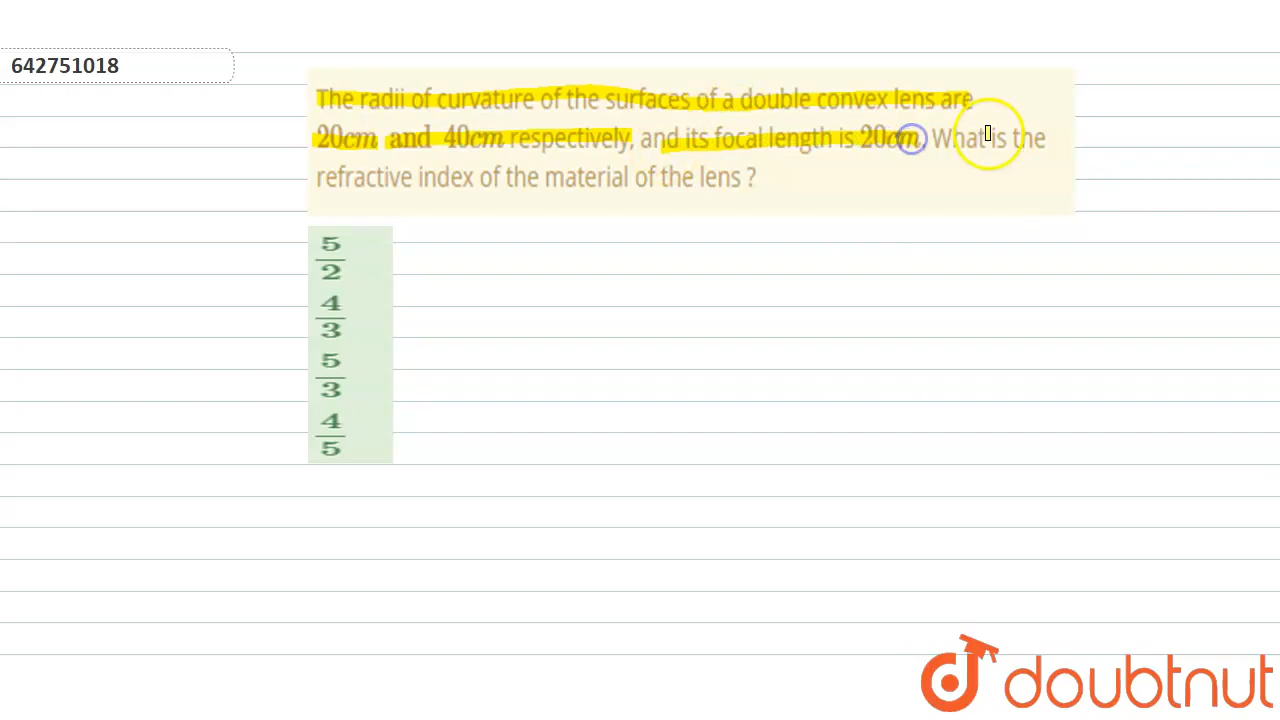 642751018
The radii of curvature of the surfaces of a double convex lens are
20cm and 40cm respectively, and its focal length is 20cm. What is the
refractive index of the material of the lens ?
5
2
4
3
5
3
4
5
doubtnut